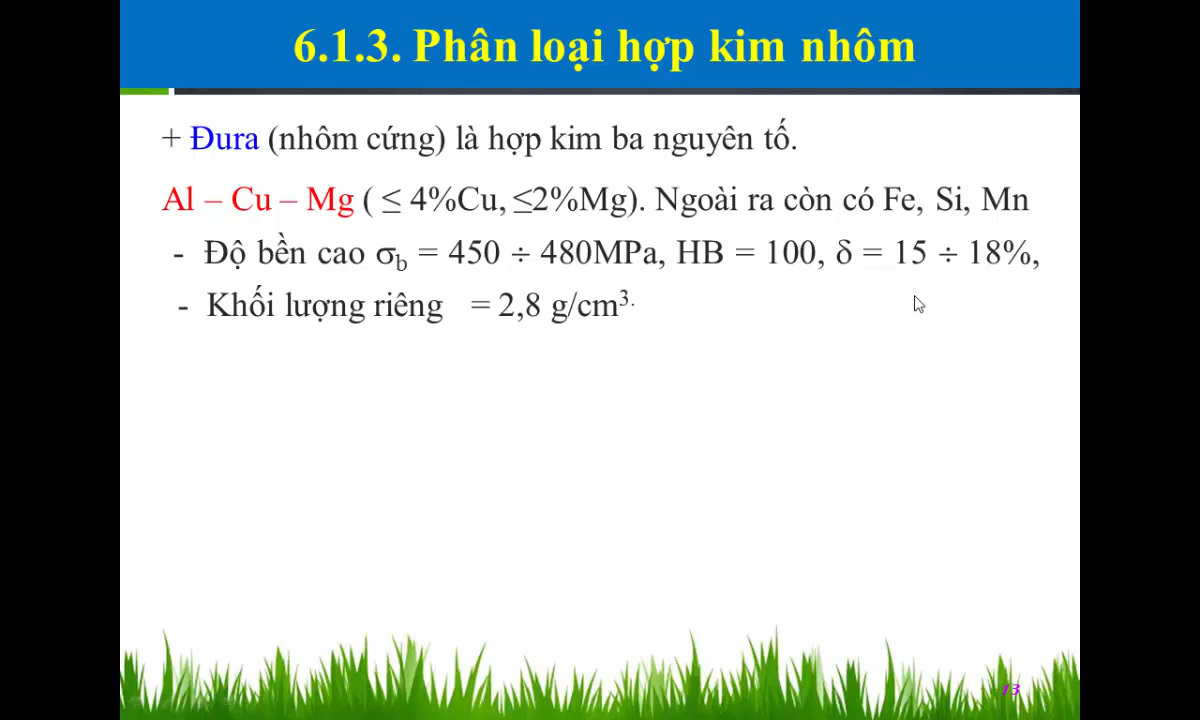 6.1.3. Phân loại hợp kim nhôm
+ Đura (nhôm cứng) là hợp kim ba nguyên tố.
Al – Cu – Mg ( ≤ 4%Cu, ≤2%Mg). Ngoài ra còn có Fe, Si, Mn
- Độ bền cao σb = 450 ÷ 480MPa, HB = 100, δ = 15 ÷ 18%,
- Khối lượng riêng = 2,8 g/cm³·
13